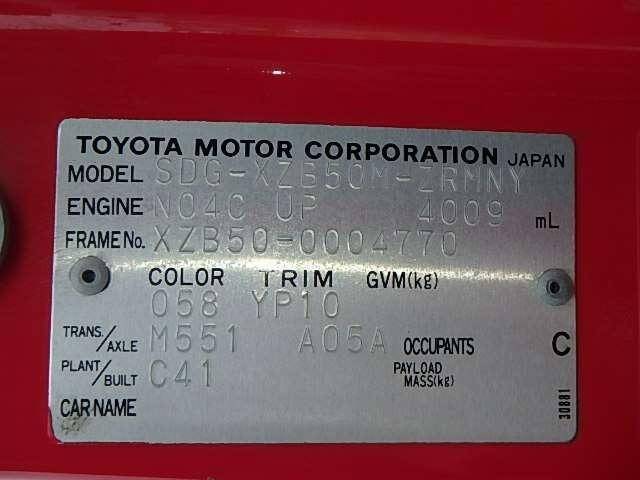 TOYOTA MOTOR CORPORATION JAPAN
MODEL SDG-XZB50M-ZRMNY
ENGINE N04C UP 4009 mL
FRAME No. XZB50-0004770
COLOR TRIM GVM(kg)
058 YP10
TRANS./AXLE M551 A05A OCCUPANTS C
PLANT/BUILT C41 PAYLOAD MASS(kg)
CAR NAME
30881